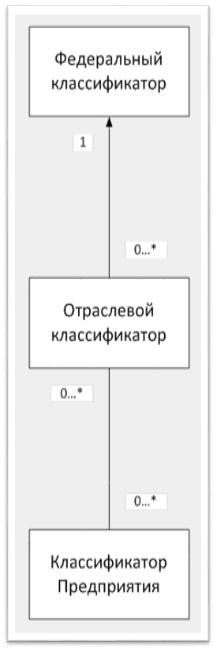 Федеральный
классификатор
1
0...*
Отраслевой
классификатор
0...*
0...*
Классификатор
Предприятия